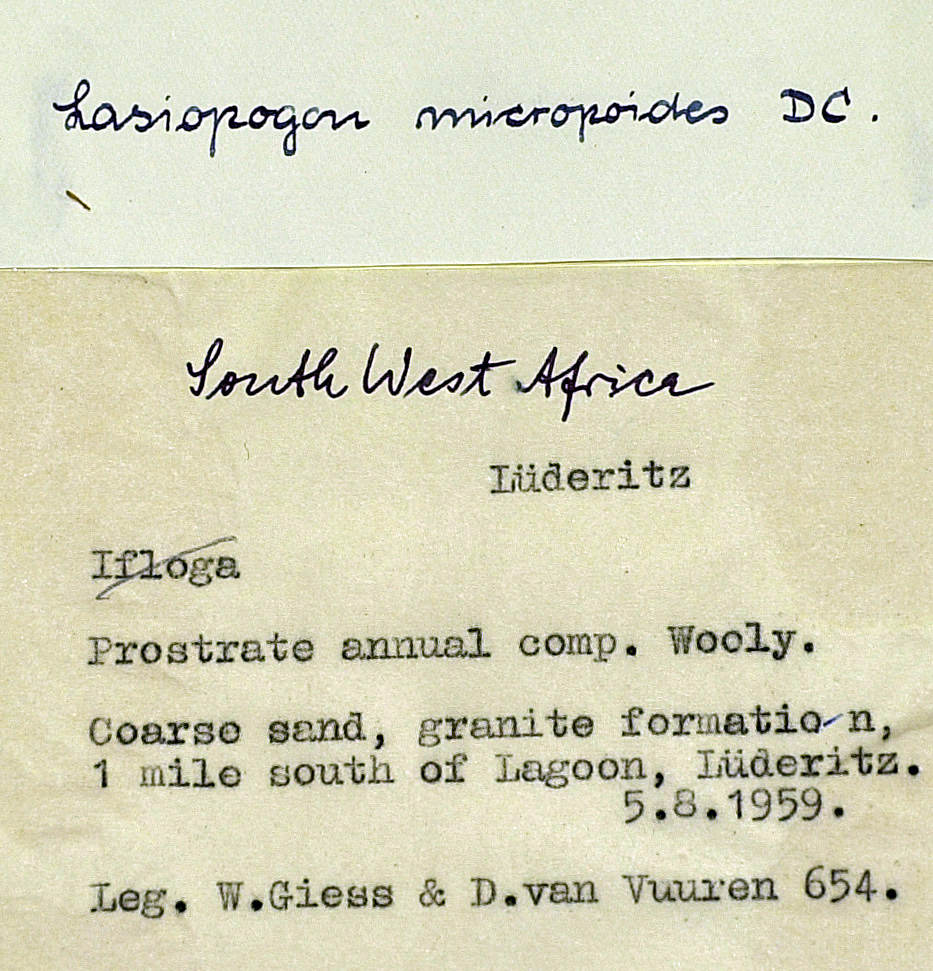 Lasiopogon micropoides DC.
South West Africa
Lüderitz
Ifloga
Prostrate annual comp. Wooly.
Coarse sand, granite formatio n,
1 mile south of Lagoon, Lüderitz.
5.8.1959.
Leg. W.Giess & D.van Vuuren 654.